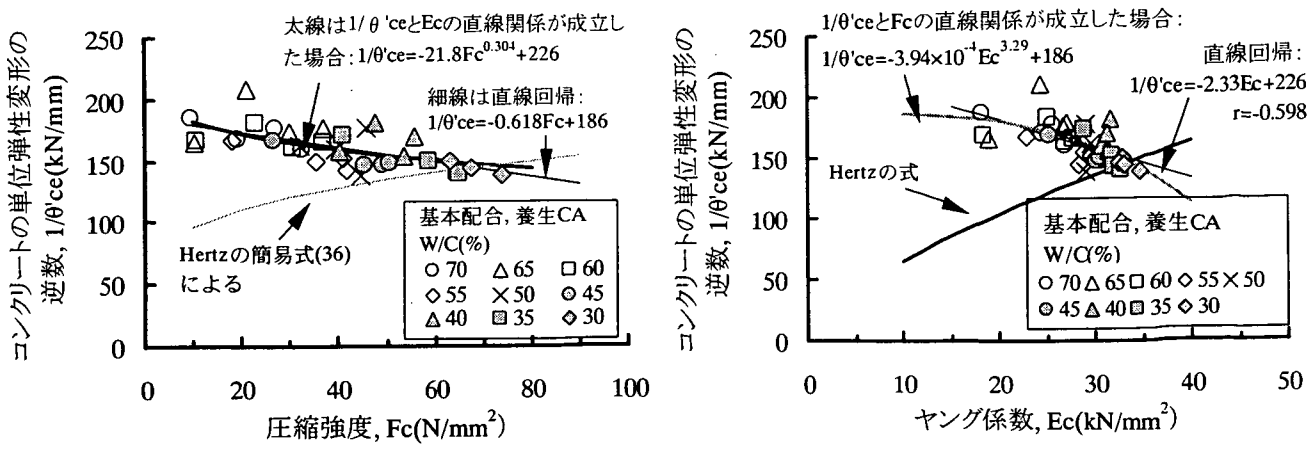 コンクリートの単位弾性変形の
逆数, 1/θ'ce(kN/mm)
250
200
150
100
50
0
太線は1/θ'ceとEcの直線関係が成立し
た場合:1/θ'ce=-21.8Fc^0.304+226
細線は直線回帰:
1/θ'ce=-0.618Fc+186
Hertzの簡易式(36)
による
基本配合, 養生CA
W/C(%)
○ 70 △ 65 □ 60
◇ 55 × 50 ● 45
▲ 40 ■ 35 ◆ 30
0 20 40 60 80 100
圧縮強度, Fc(N/mm²)
コンクリートの単位弾性変形の
逆数, 1/θ'ce(kN/mm)
250
200
150
100
50
0
1/θ'ceとFcの直線関係が成立した場合:
1/θ'ce=-3.94×10⁻⁴Ec^3.29+186
直線回帰:
1/θ'ce=-2.33Ec+226
r=-0.598
Hertzの式
基本配合, 養生CA
W/C(%)
○ 70 △ 65 □ 60 ◇ 55 × 50
● 45 ▲ 40 ■ 35 ◆ 30
0 10 20 30 40 50
ヤング係数, Ec(kN/mm²)